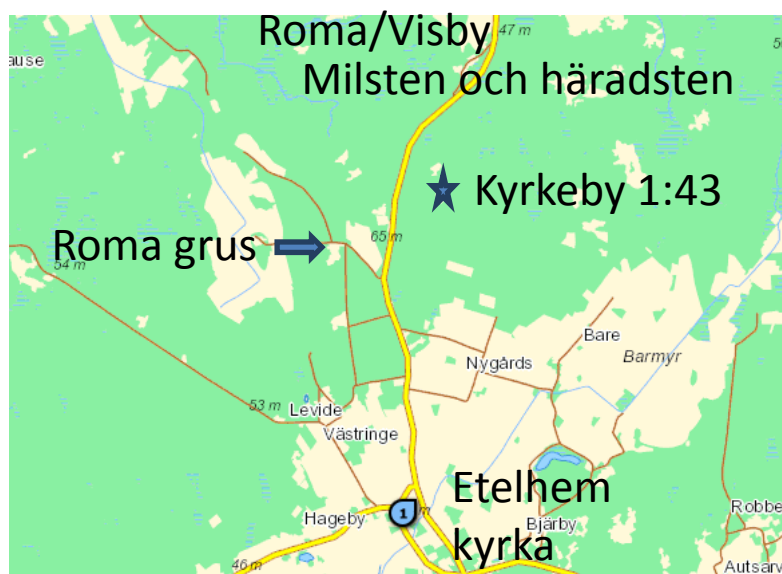 Roma/Visby
47 m
Milsten och häradsten
ause
Kyrkeby 1:43
Roma grus
65 m
54 m
Bare
Barmyr
Nygårds
53 m
Levide
Västringe
Etelhem
kyrka
1
Hageby
Bjärby
Robbe
46 m
Autsarv